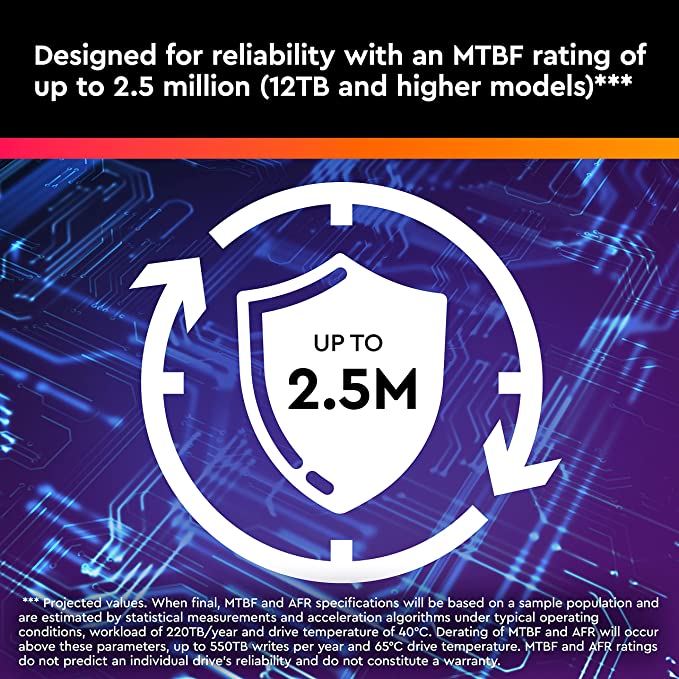 Designed for reliability with an MTBF rating of
up to 2.5 million (12TB and higher models)***
UP TO
2.5M
*** Projected values. When final, MTBF and AFR specifications will be based on a sample population and
are estimated by statistical measurements and acceleration algorithms under typical operating
conditions, workload of 220TB/year and drive temperature of 40°C. Derating of MTBF and AFR will occur
above these parameters, up to 550TB writes per year and 65°C drive temperature. MTBF and AFR ratings
do not predict an individual drive's reliability and do not constitute a warranty.